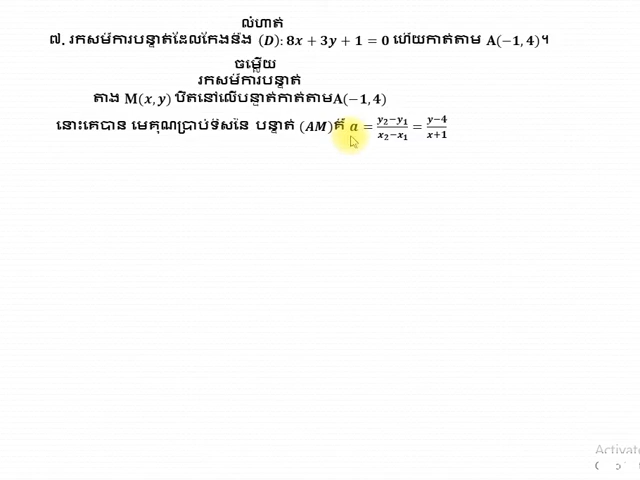 លំហាត់
៧. រកសមីការបន្ទាត់ដែលកែងនឹង (D): 8x + 3y + 1 = 0 ហើយកាត់តាម A(−1, 4)។
ចម្លើយ
រកសមីការបន្ទាត់
តាង M(x, y) ឋិតនៅលើបន្ទាត់កាត់តាមA(−1, 4)
នោះគេបាន មេគុណប្រាប់ទិសនៃ បន្ទាត់ (AM)គឺ a = \frac{y₂−y₁}{x₂−x₁} = \frac{y−4}{x+1}